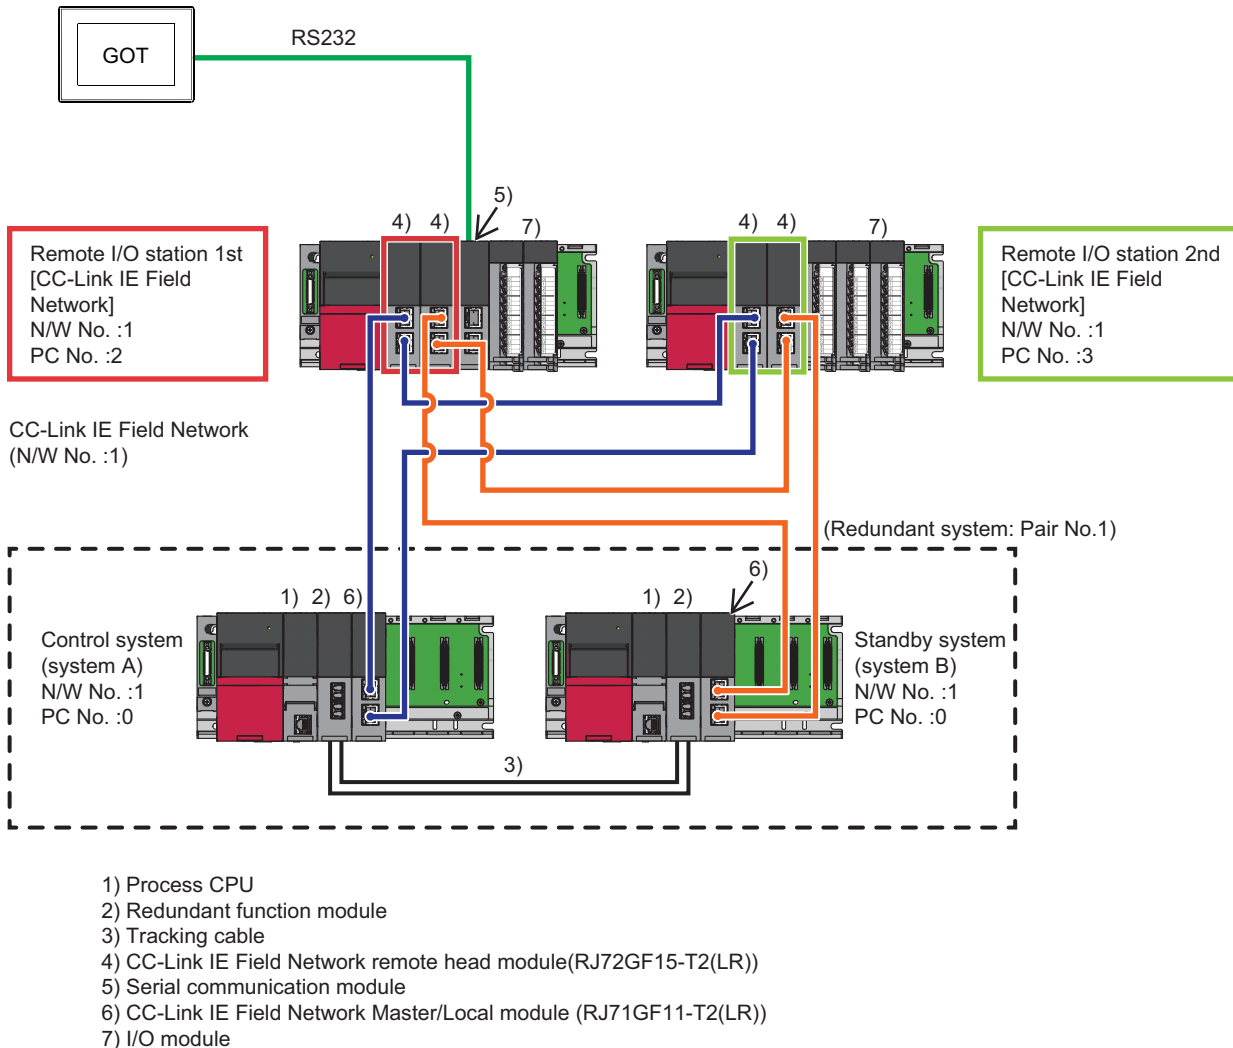 GOT
RS232
5)
4) 4) 7)
4) 4) 7)
Remote I/O station 1st
[CC-Link IE Field
Network]
N/W No. :1
PC No. :2
Remote I/O station 2nd
[CC-Link IE Field
Network]
N/W No. :1
PC No. :3
CC-Link IE Field Network
(N/W No. :1)
(Redundant system: Pair No.1)
1) 2) 6)
1) 2)
6)
Control system
(system A)
N/W No. :1
PC No. :0
Standby system
(system B)
N/W No. :1
PC No. :0
3)
1) Process CPU
2) Redundant function module
3) Tracking cable
4) CC-Link IE Field Network remote head module(RJ72GF15-T2(LR))
5) Serial communication module
6) CC-Link IE Field Network Master/Local module (RJ71GF11-T2(LR))
7) I/O module